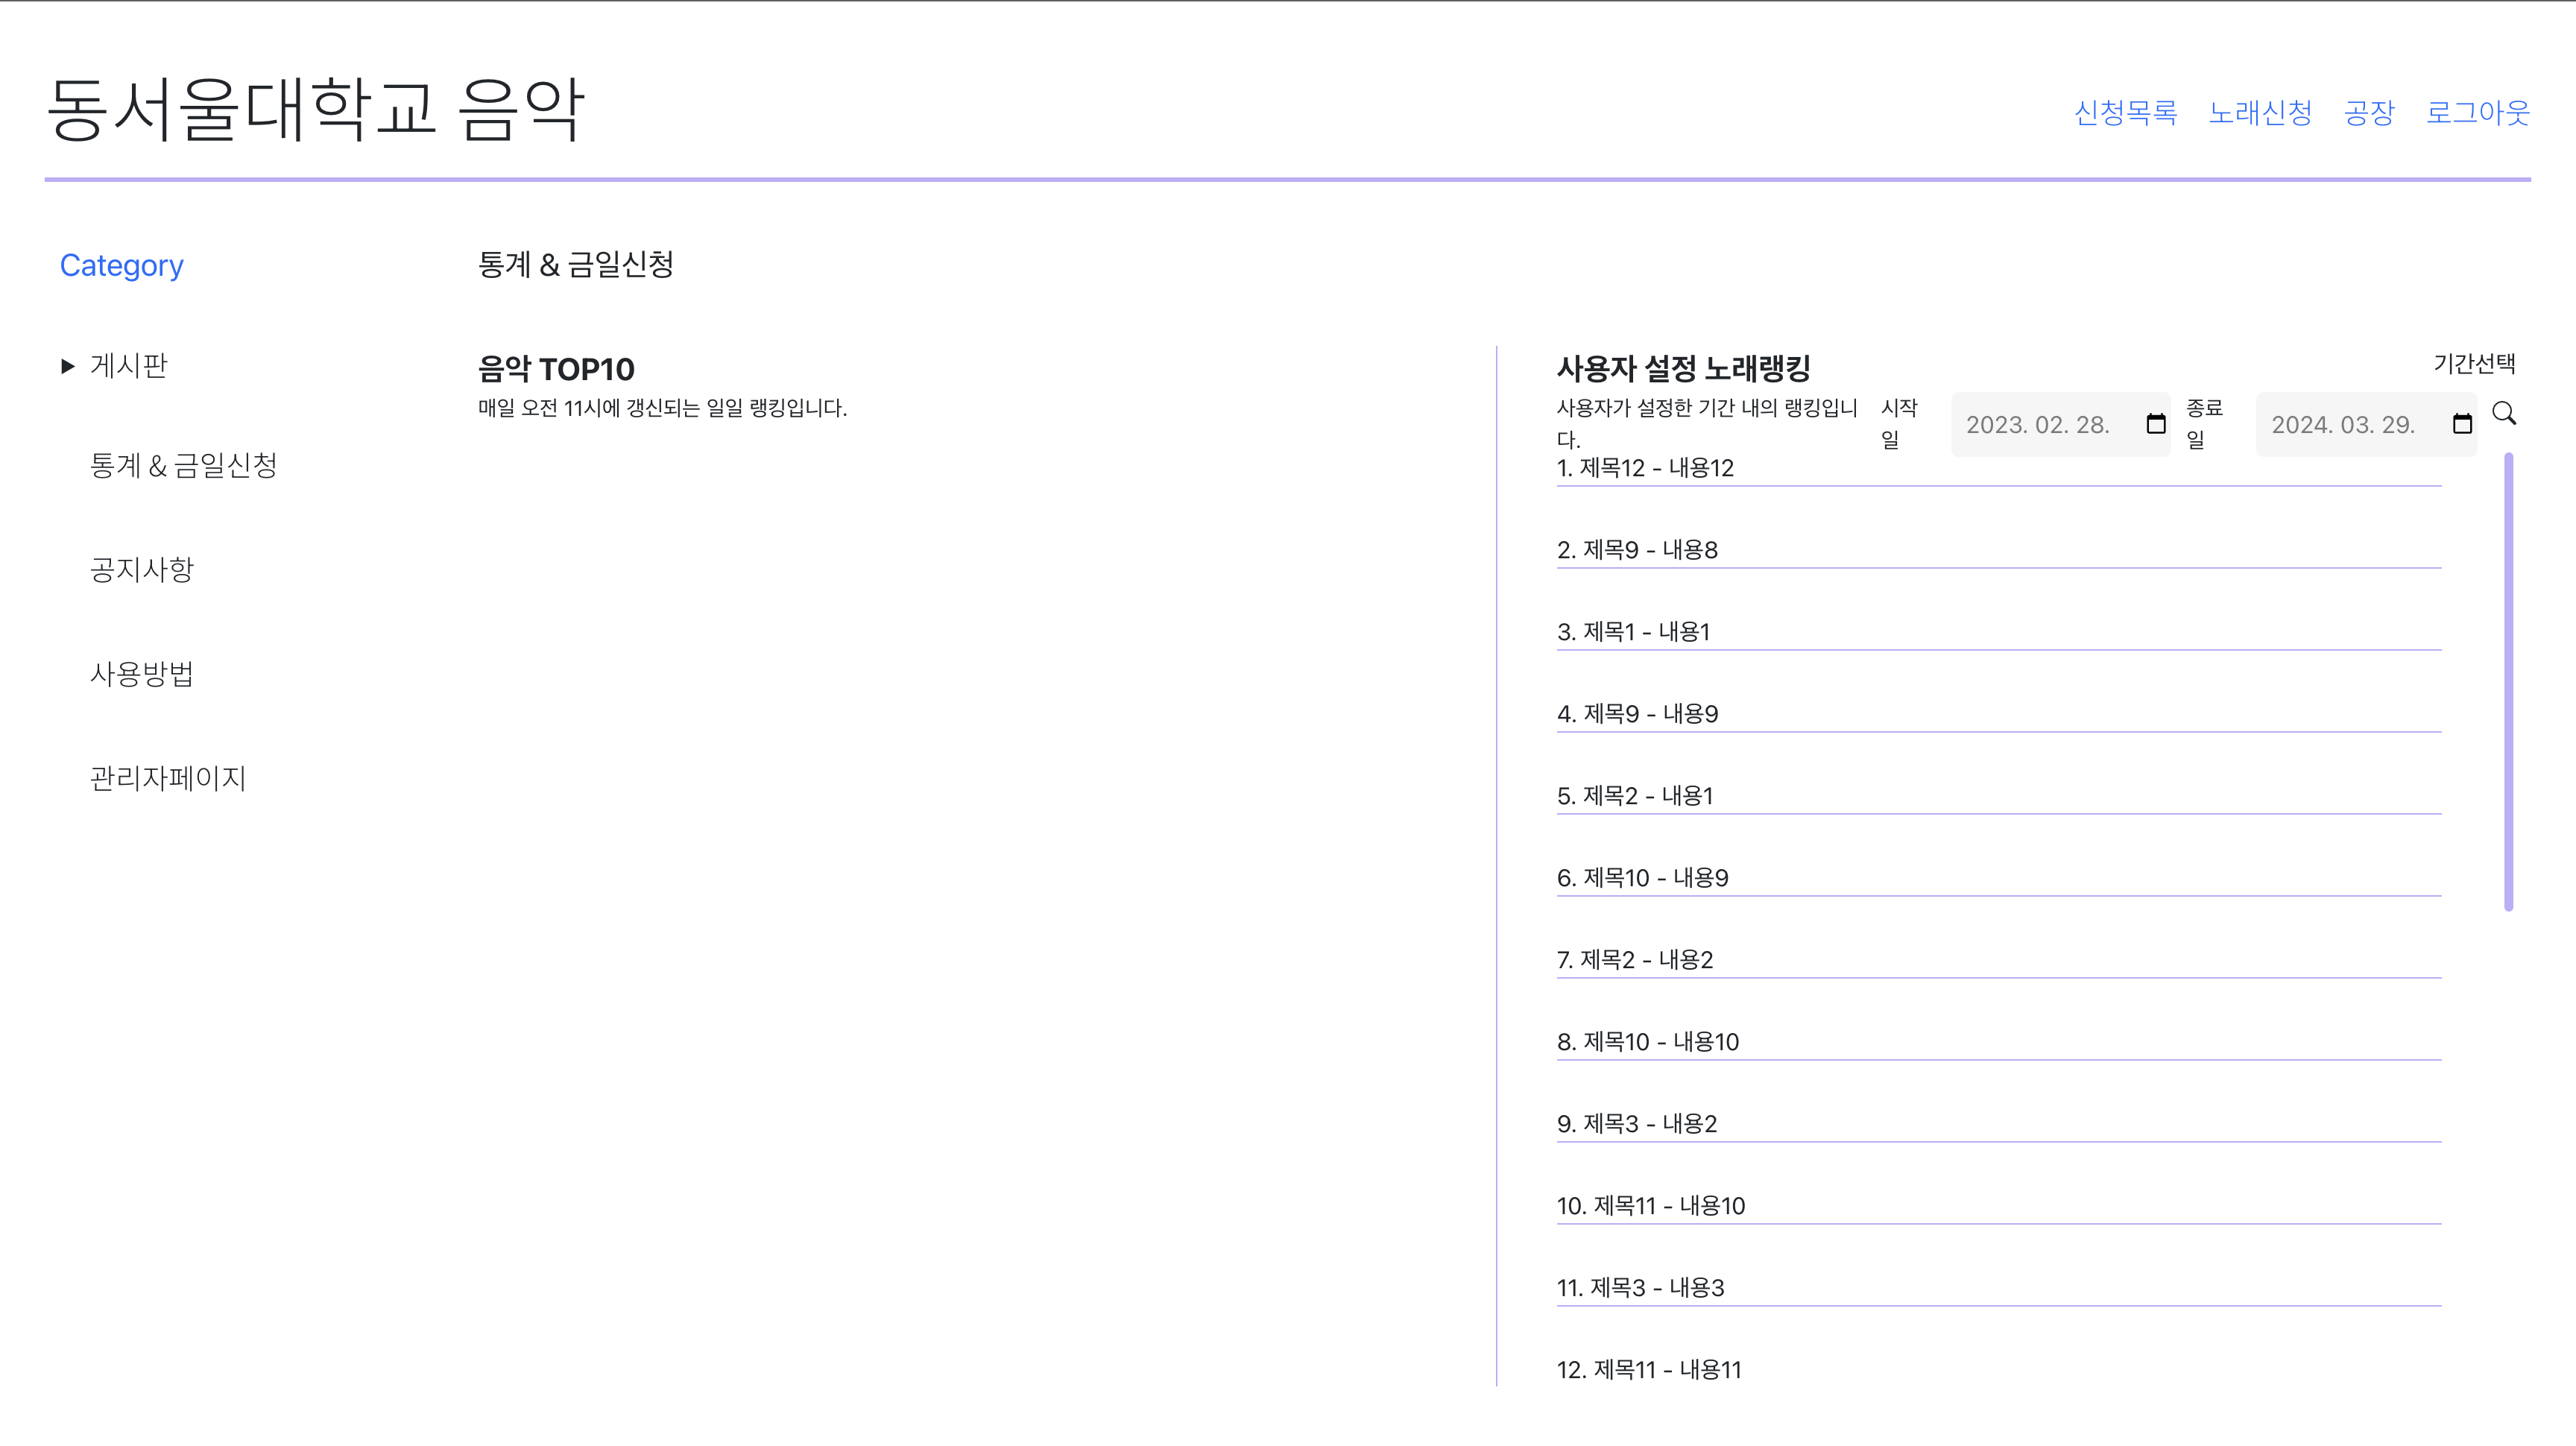 동서울대학교 음악
신청목록 노래신청 공장 로그아웃
Category
게시판
통계 & 금일신청
공지사항
사용방법
관리자페이지
통계 & 금일신청
음악 TOP10
매일 오전 11시에 갱신되는 일일 랭킹입니다.
사용자 설정 노래랭킹
기간선택
사용자가 설정한 기간 내의 랭킹입니
다.
시작
일
2023. 02. 28.
종료
일
2024. 03. 29.
1. 제목12 - 내용12
2. 제목9 - 내용8
3. 제목1 - 내용1
4. 제목9 - 내용9
5. 제목2 - 내용1
6. 제목10 - 내용9
7. 제목2 - 내용2
8. 제목10 - 내용10
9. 제목3 - 내용2
10. 제목11 - 내용10
11. 제목3 - 내용3
12. 제목11 - 내용11